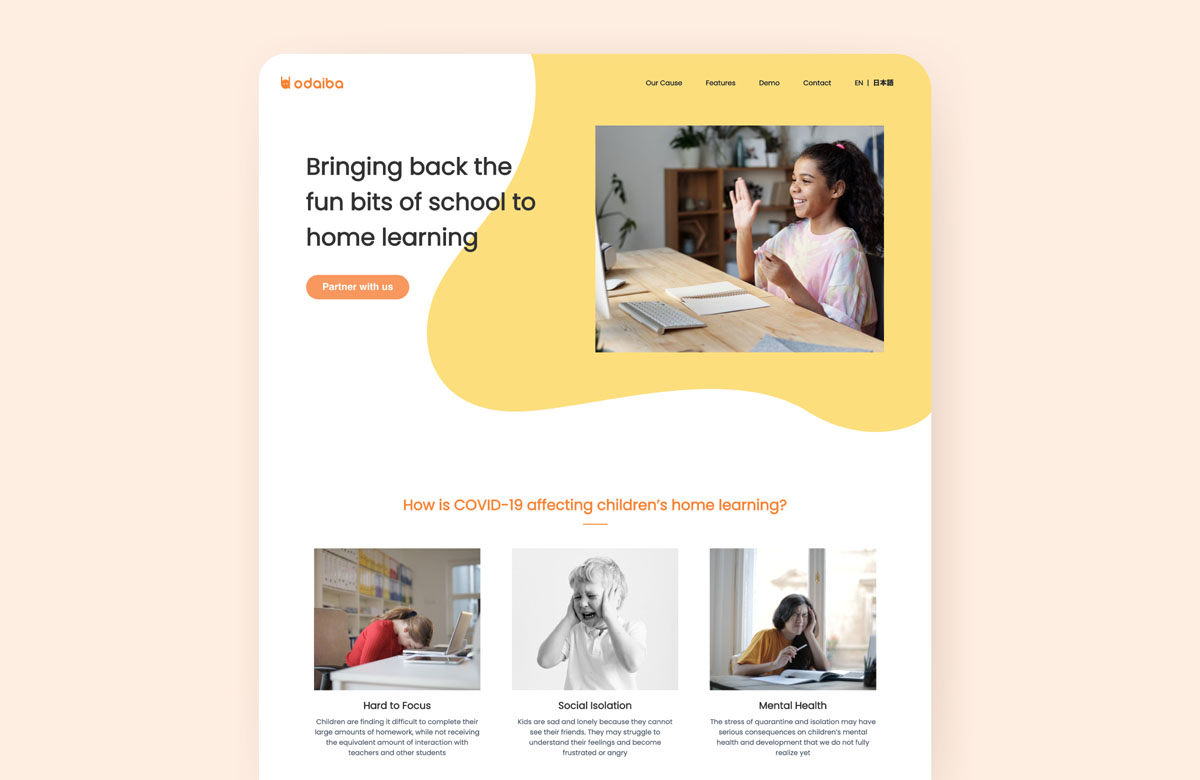 odaiba
Our Cause Features Demo Contact EN | 日本語
Bringing back the
fun bits of school to
home learning
Partner with us
How is COVID-19 affecting children's home learning?
Hard to Focus
Children are finding it difficult to complete their
large amounts of homework, while not receiving
the equivalent amount of interaction with
teachers and other students
Social Isolation
Kids are sad and lonely because they cannot
see their friends. They may struggle to
understand their feelings and become
frustrated or angry
Mental Health
The stress of quarantine and isolation may have
serious consequences on children's mental
health and development that we do not fully
realize yet